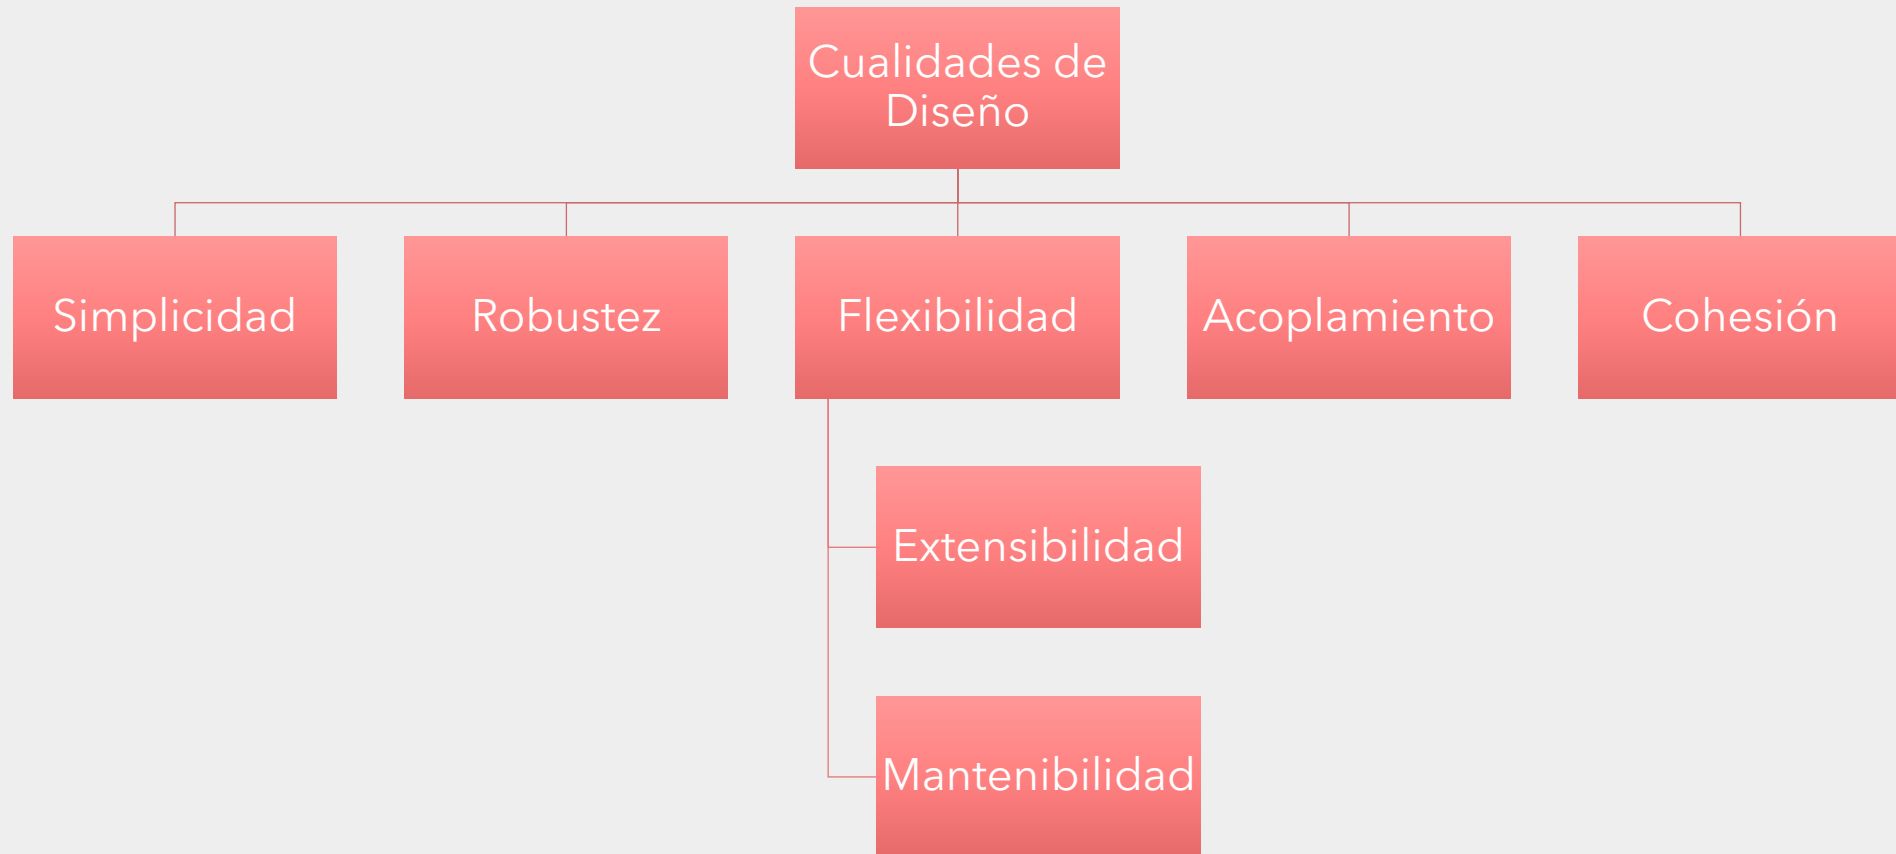 Cualidades de
Diseño
Simplicidad
Robustez
Flexibilidad
Acoplamiento
Cohesión
Extensibilidad
Mantenibilidad